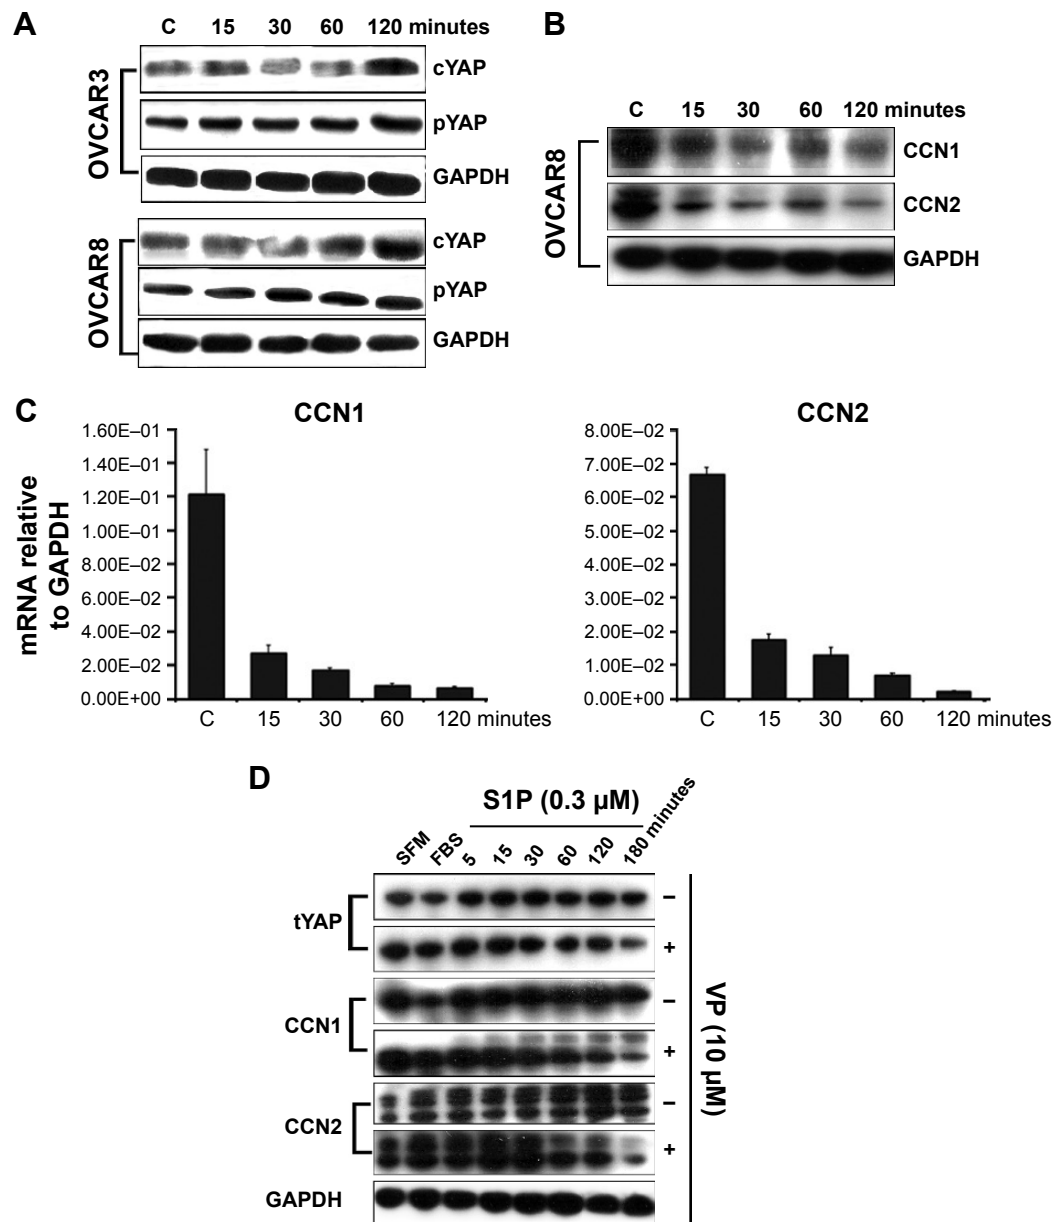 A
C 15 30 60 120 minutes
OVCAR3
cYAP
pYAP
GAPDH
OVCAR8
cYAP
pYAP
GAPDH
B
C 15 30 60 120 minutes
OVCAR8
CCN1
CCN2
GAPDH
C
CCN1
mRNA relative
to GAPDH
1.60E–01
1.40E–01
1.20E–01
1.00E–01
8.00E–02
6.00E–02
4.00E–02
2.00E–02
0.00E+00
C 15 30 60 120 minutes
CCN2
8.00E–02
7.00E–02
6.00E–02
5.00E–02
4.00E–02
3.00E–02
2.00E–02
1.00E–02
0.00E+00
C 15 30 60 120 minutes
D
S1P (0.3 µM)
SFM FBS 5 15 30 60 120 180 minutes
tYAP
–
+
CCN1
–
+
CCN2
–
+
GAPDH
VP (10 µM)